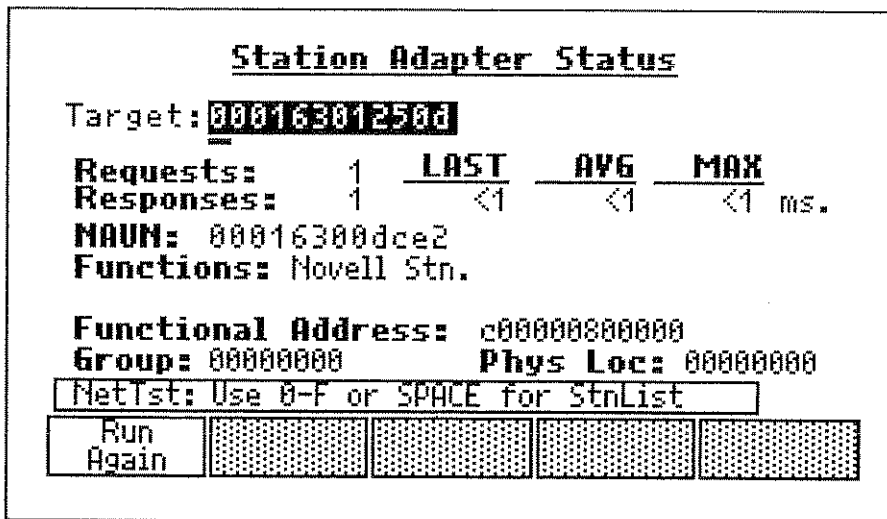 Station Adapter Status
Target: 00016301250d
Requests: 1 LAST AVG MAX
Responses: 1 <1 <1 <1 ms.
NAUN: 00016300dce2
Functions: Novell Stn.
Functional Address: c00000800000
Group: 00000000 Phys Loc: 00000000
NetTst: Use 0-F or SPACE for StnList
Run
Again